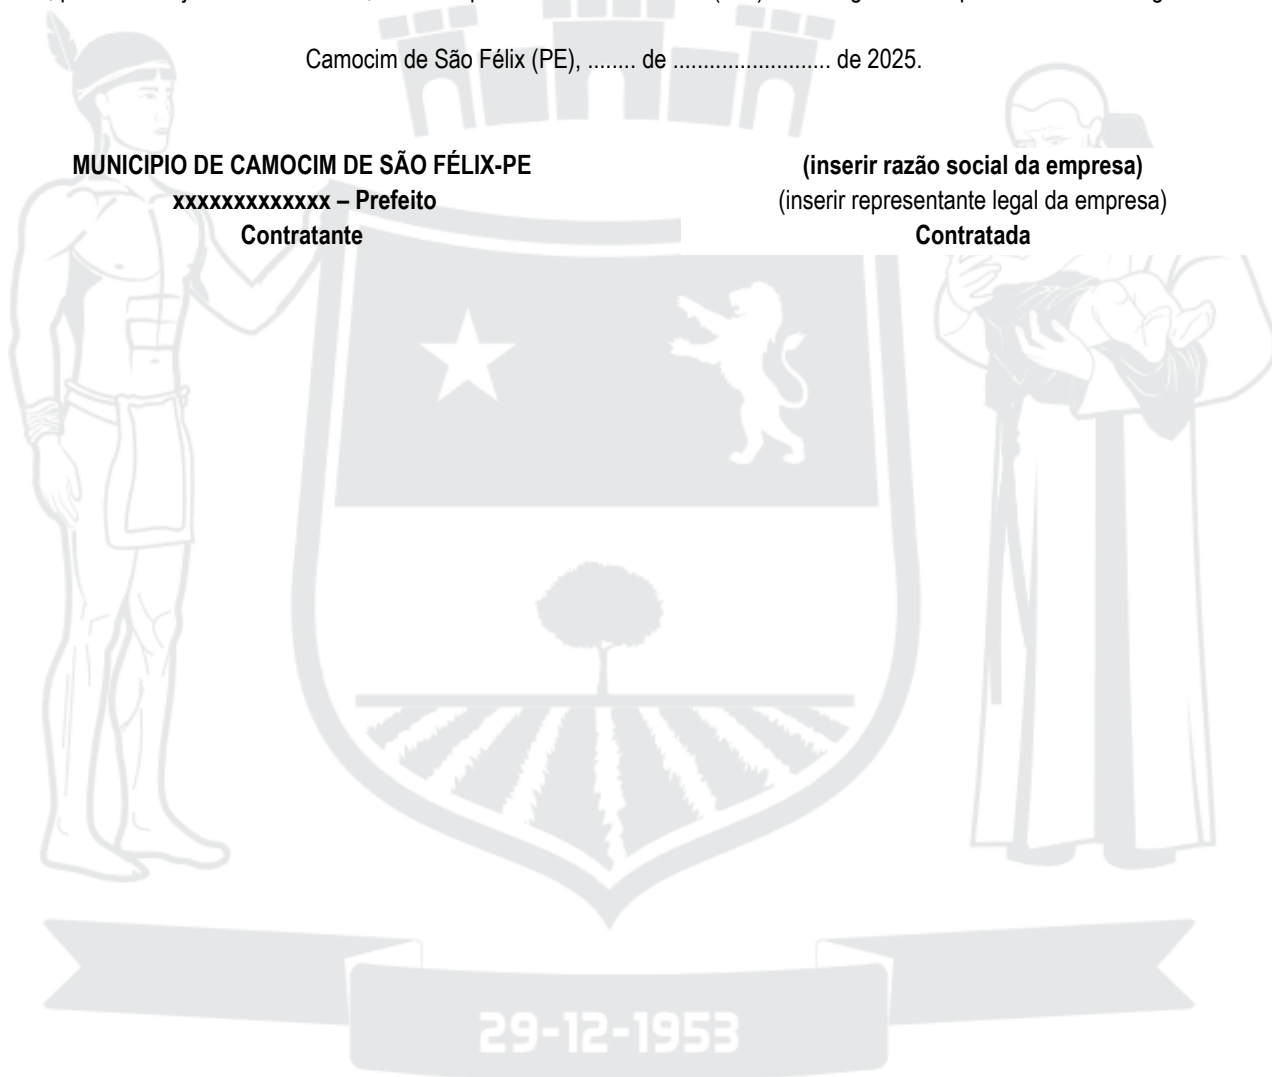 Camocim de São Félix (PE), ........ de .......................... de 2025.
MUNICIPIO DE CAMOCIM DE SÃO FÉLIX-PE
xxxxxxxxxxxxx – Prefeito
Contratante
(inserir razão social da empresa)
(inserir representante legal da empresa)
Contratada
29-12-1953